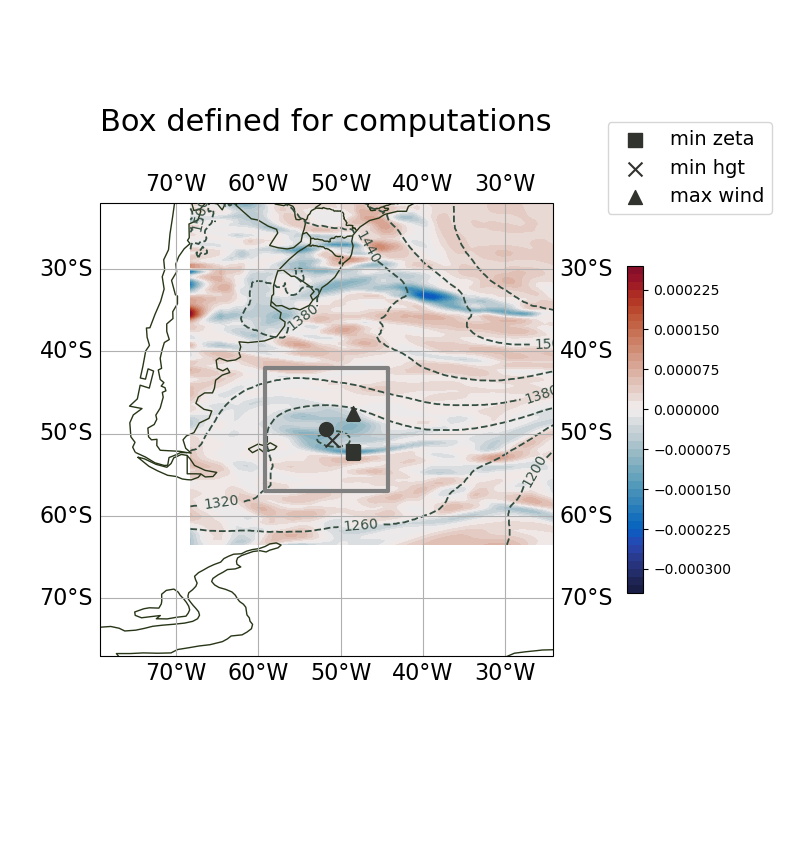 Box defined for computations
min zeta
min hgt
max wind
70°W 60°W 50°W 40°W 30°W
30°S 30°S
40°S 40°S
50°S 50°S
60°S 60°S
70°S 70°S
70°W 60°W 50°W 40°W 30°W
1440
1380
1380
1320
1260
1200
0.000225
0.000150
0.000075
0.000000
−0.000075
−0.000150
−0.000225
−0.000300